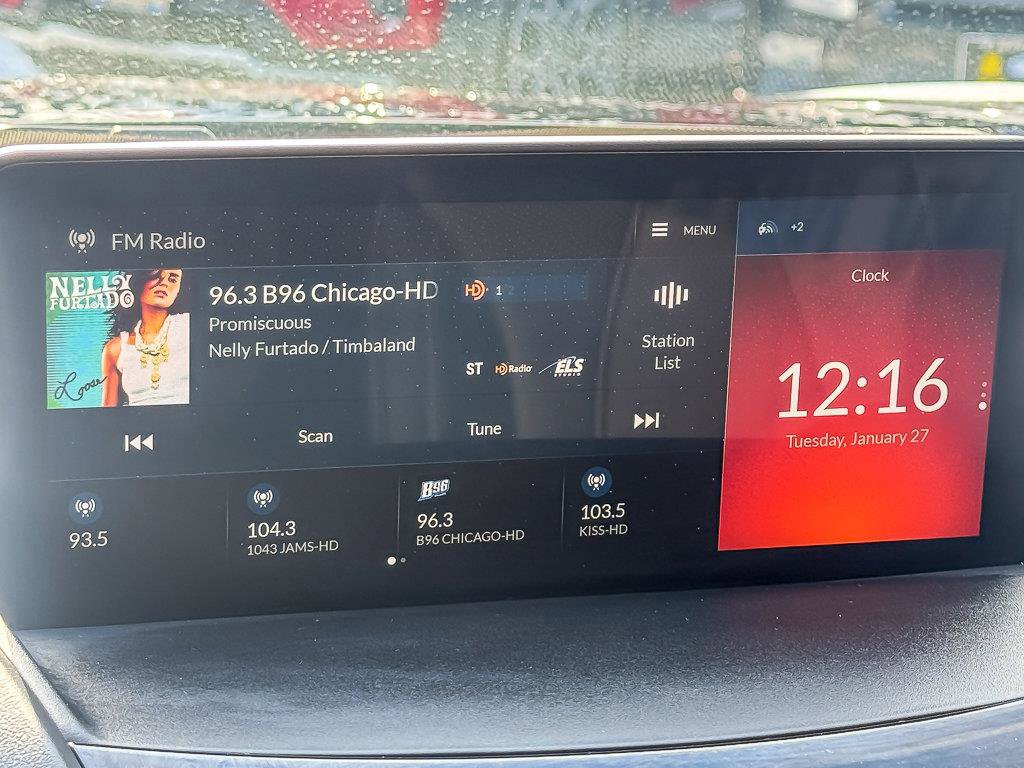 FM Radio
MENU
+2
NELLY
FURTADO
Loose
96.3 B96 Chicago-HD
HD 1 2
Promiscuous
Nelly Furtado / Timbaland
ST HD Radio ELS
STUDIO
Station
List
Scan
Tune
93.5
104.3
1043 JAMS-HD
B96
96.3
B96 CHICAGO-HD
103.5
KISS-HD
Clock
12:16
Tuesday, January 27